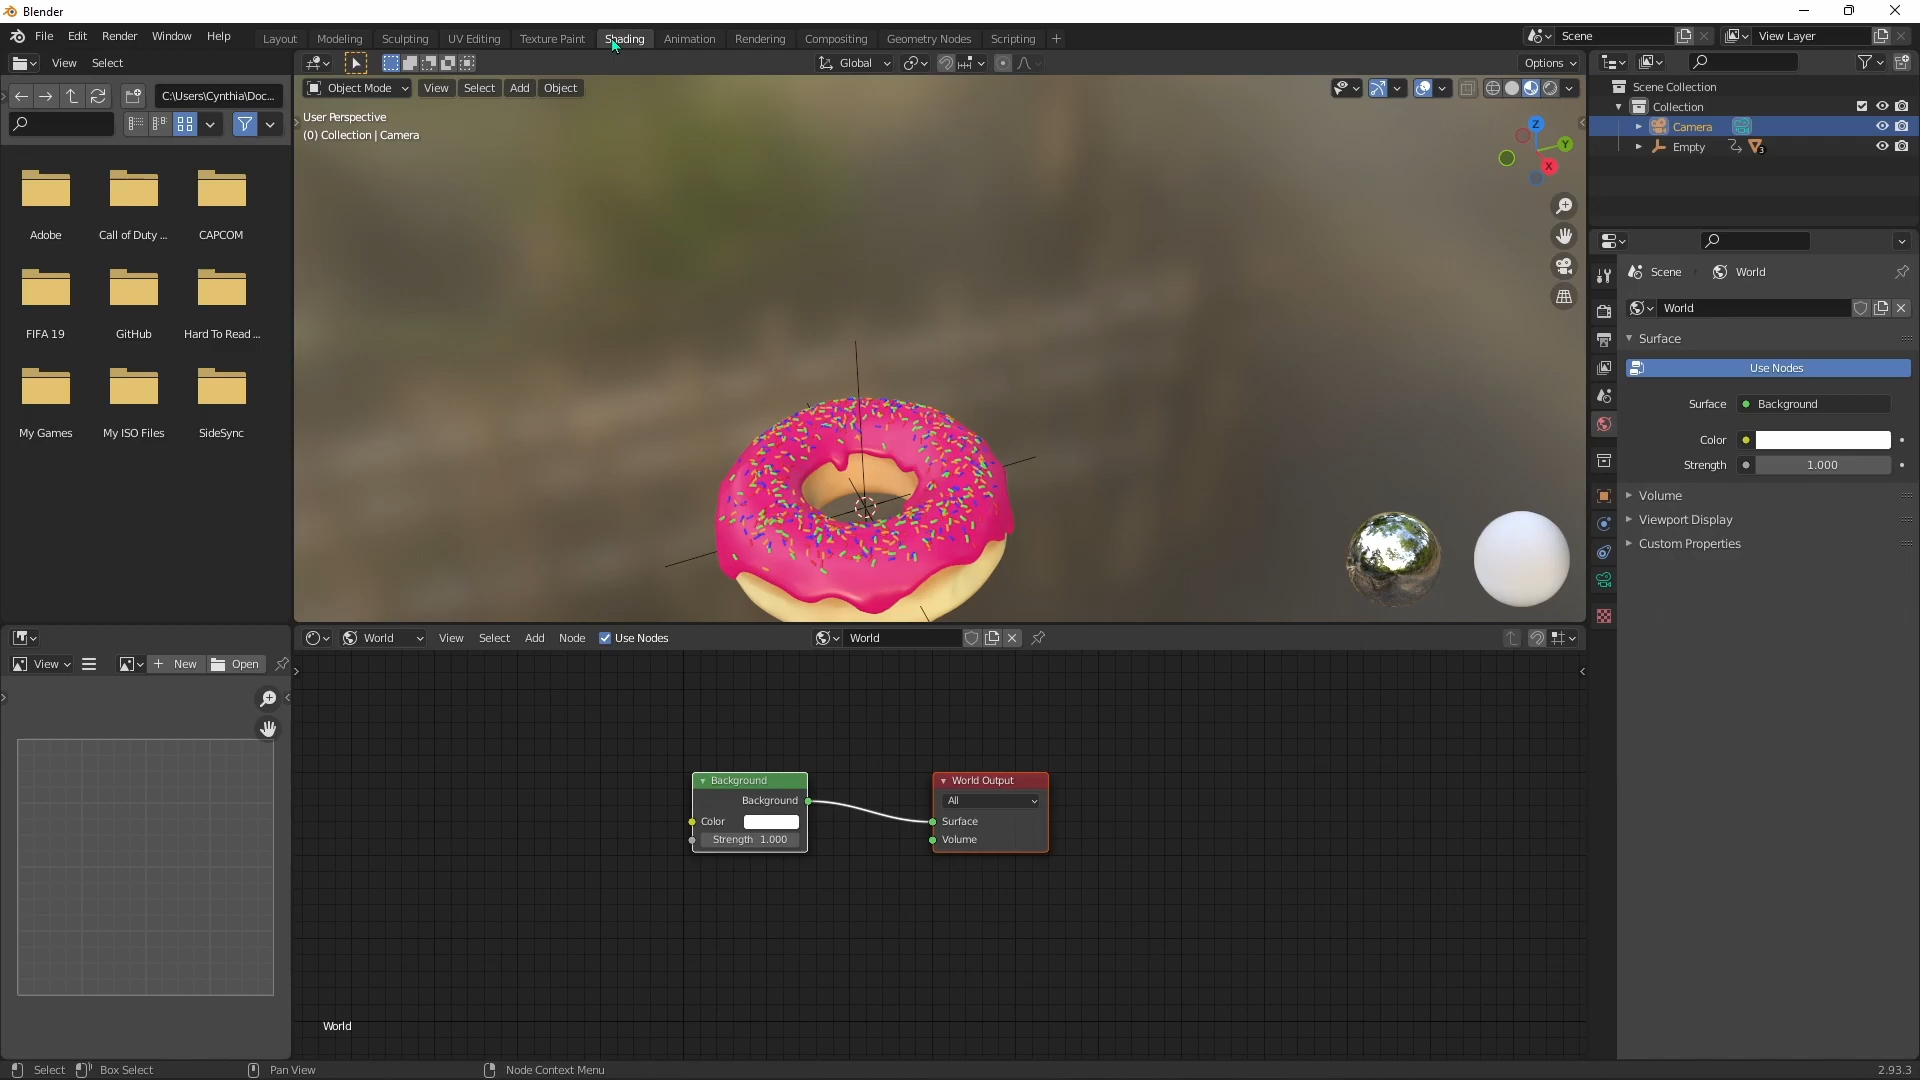 Blender
File Edit Render Window Help Layout Modeling Sculpting UV Editing Texture Paint Shading Animation Rendering Compositing Geometry Nodes Scripting + Scene View Layer
View Select Global Options
C:\Users\Cynthia\Doc... Object Mode View Select Add Object Scene Collection
User Perspective
(0) Collection | Camera
Collection
Camera
Empty 3
Z
Y
X
Adobe Call of Duty ... CAPCOM
FIFA 19 GitHub Hard To Read ...
My Games My ISO Files SideSync
Scene World
World
Surface
Use Nodes
Surface Background
Color
Strength 1.000
Volume
Viewport Display
Custom Properties
World View Select Add Node Use Nodes World
View New Open
Background
Background
Color
Strength 1.000
World Output
All
Surface
Volume
World
Select Box Select Pan View Node Context Menu 2.93.3